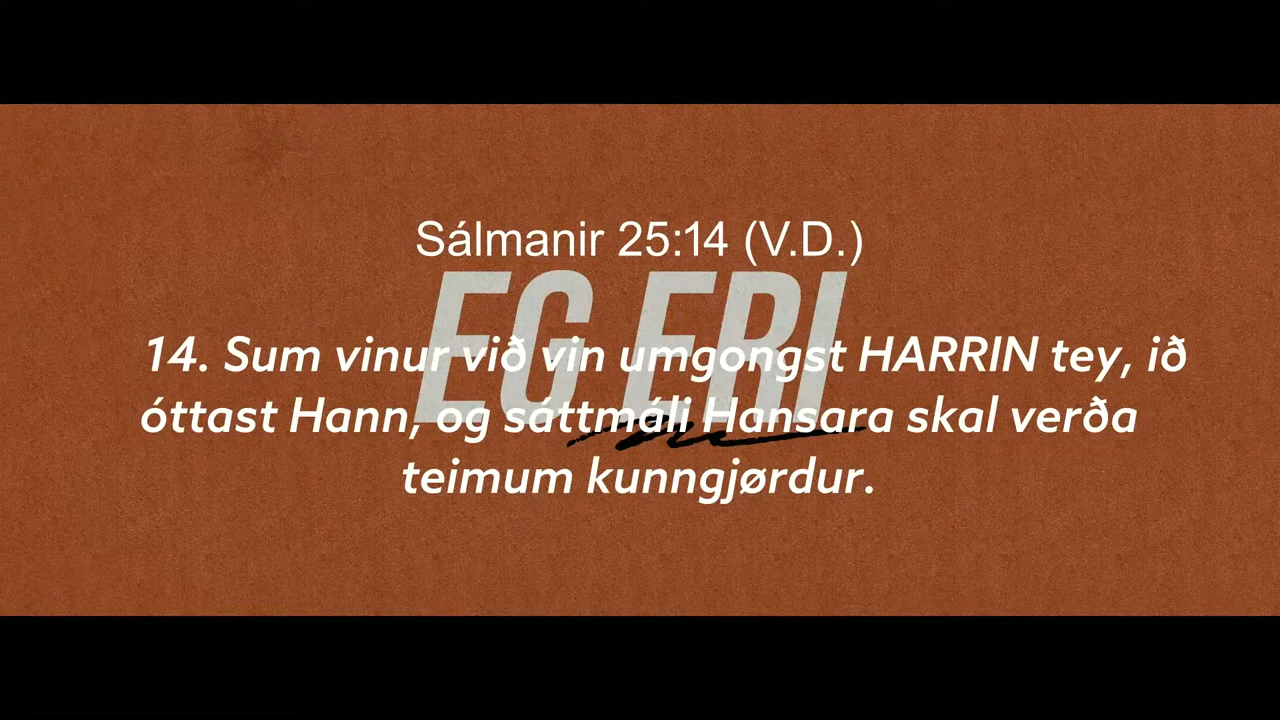 Sálmanir 25:14 (V.D.)
EG ERI
14. Sum vinur við vin umgongst HARRIN tey, ið
óttast Hann, og sáttmáli Hansara skal verða
teimum kunngjørdur.